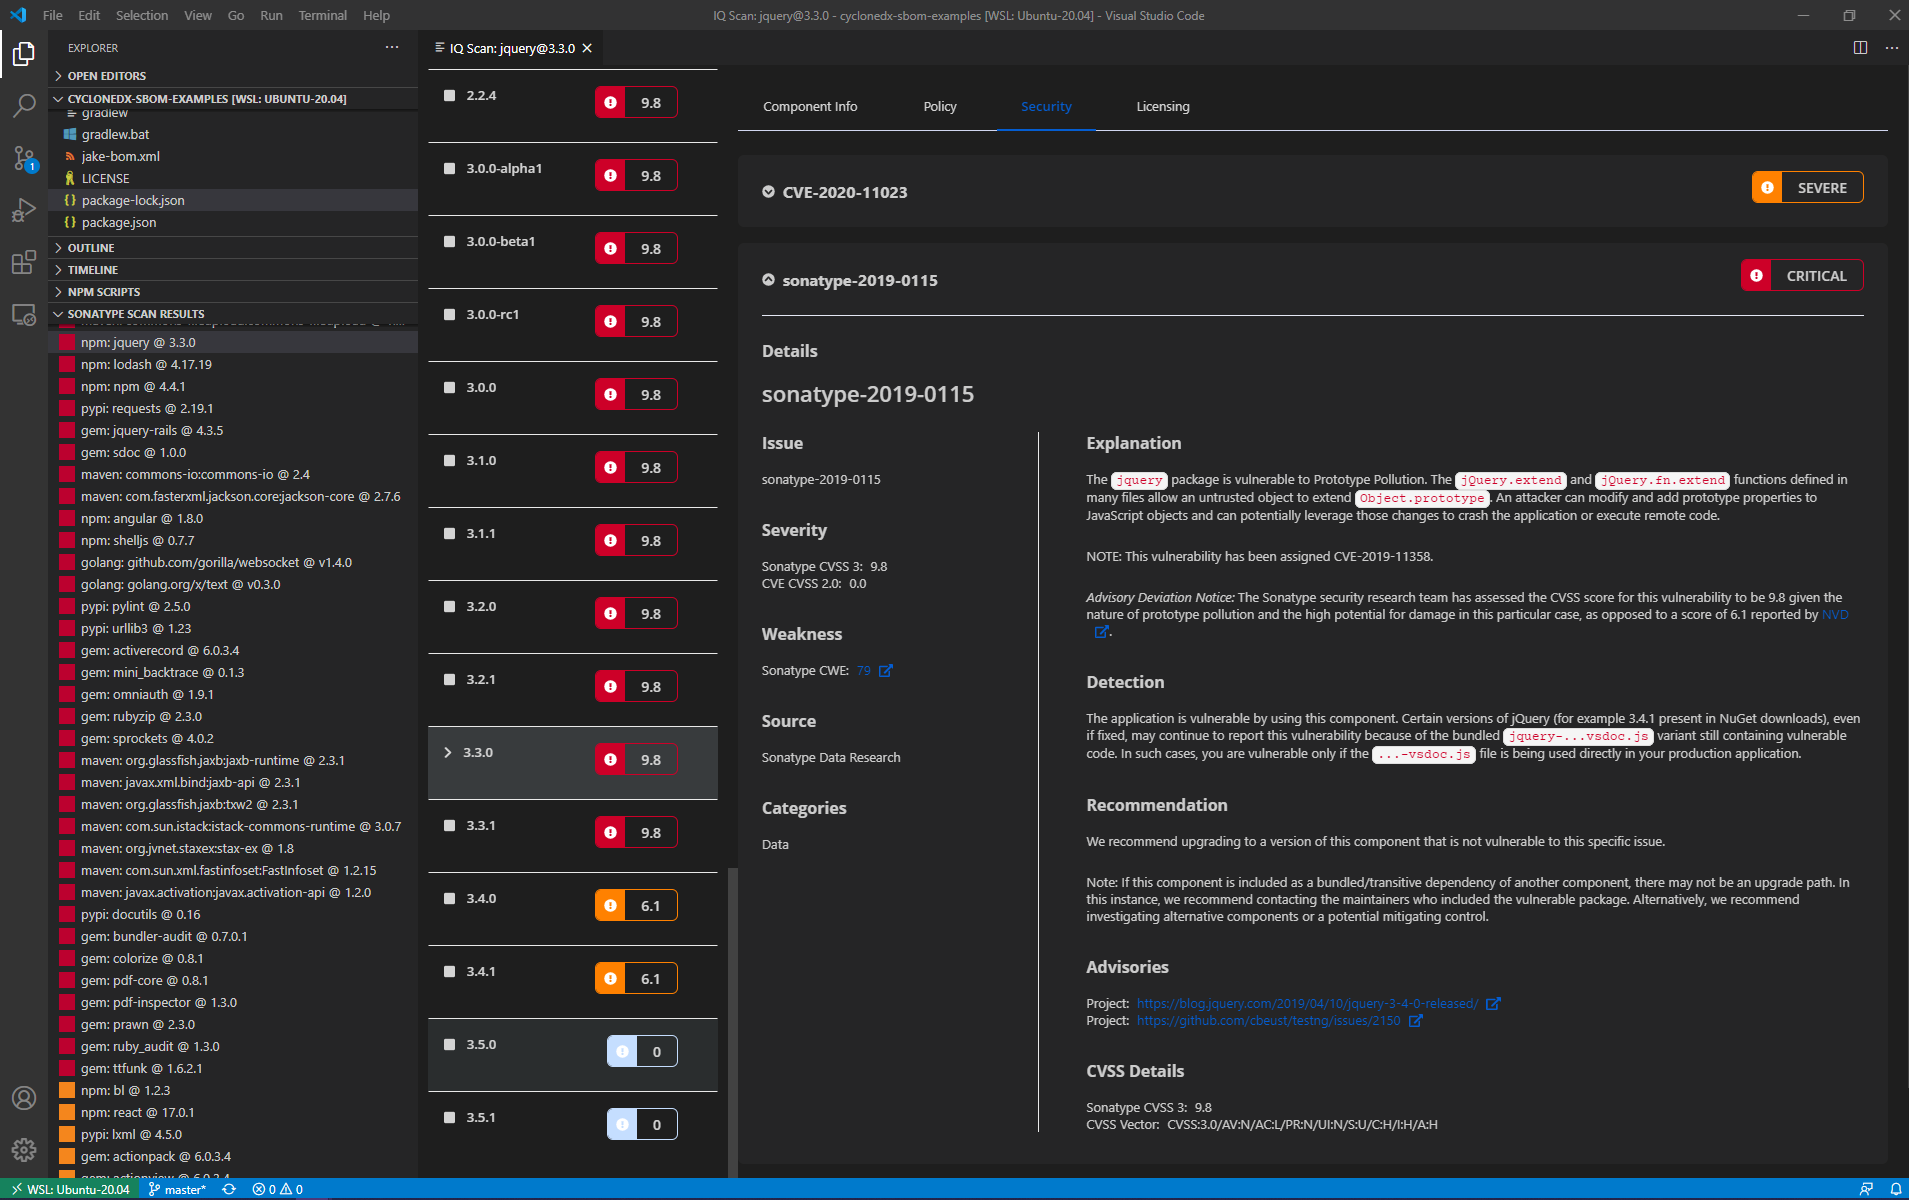 File Edit Selection View Go Run Terminal Help
IQ Scan: jquery@3.3.0 - cyclonedx-sbom-examples [WSL: Ubuntu-20.04] - Visual Studio Code
EXPLORER
OPEN EDITORS
CYCLONEDX-SBOM-EXAMPLES [WSL: UBUNTU-20.04]
gradlew
gradlew.bat
jake-bom.xml
LICENSE
package-lock.json
package.json
OUTLINE
TIMELINE
NPM SCRIPTS
SONATYPE SCAN RESULTS
npm: jquery @ 3.3.0
npm: lodash @ 4.17.19
npm: npm @ 4.4.1
pypi: requests @ 2.19.1
gem: jquery-rails @ 4.3.5
gem: sdoc @ 1.0.0
maven: commons-io:commons-io @ 2.4
maven: com.fasterxml.jackson.core:jackson-core @ 2.7.6
npm: angular @ 1.8.0
npm: shelljs @ 0.7.7
golang: github.com/gorilla/websocket @ v1.4.0
golang: golang.org/x/text @ v0.3.0
pypi: pylint @ 2.5.0
pypi: urllib3 @ 1.23
gem: activerecord @ 6.0.3.4
gem: mini_backtrace @ 0.1.3
gem: omniauth @ 1.9.1
gem: rubyzip @ 2.3.0
gem: sprockets @ 4.0.2
maven: org.glassfish.jaxb:jaxb-runtime @ 2.3.1
maven: javax.xml.bind:jaxb-api @ 2.3.1
maven: org.glassfish.jaxb:txw2 @ 2.3.1
maven: com.sun.istack:istack-commons-runtime @ 3.0.7
maven: org.jvnet.staxex:stax-ex @ 1.8
maven: com.sun.xml.fastinfoset:FastInfoset @ 1.2.15
maven: javax.activation:javax.activation-api @ 1.2.0
pypi: docutils @ 0.16
gem: bundler-audit @ 0.7.0.1
gem: colorize @ 0.8.1
gem: pdf-core @ 0.8.1
gem: pdf-inspector @ 1.3.0
gem: prawn @ 2.3.0
gem: ruby_audit @ 1.3.0
gem: ttfunk @ 1.6.2.1
npm: bl @ 1.2.3
npm: react @ 17.0.1
pypi: lxml @ 4.5.0
gem: actionpack @ 6.0.3.4
gem: actionview @ 6.0.3.4
1
IQ Scan: jquery@3.3.0
2.2.4 9.8
3.0.0-alpha1 9.8
3.0.0-beta1 9.8
3.0.0-rc1 9.8
3.0.0 9.8
3.1.0 9.8
3.1.1 9.8
3.2.0 9.8
3.2.1 9.8
3.3.0 9.8
3.3.1 9.8
3.4.0 6.1
3.4.1 6.1
3.5.0 0
3.5.1 0
Component Info Policy Security Licensing
CVE-2020-11023 SEVERE
sonatype-2019-0115 CRITICAL
Details
sonatype-2019-0115
Issue
sonatype-2019-0115
Severity
Sonatype CVSS 3: 9.8
CVE CVSS 2.0: 0.0
Weakness
Sonatype CWE: 79
Source
Sonatype Data Research
Categories
Data
Explanation
The jquery package is vulnerable to Prototype Pollution. The jQuery.extend and jQuery.fn.extend functions defined in
many files allow an untrusted object to extend Object.prototype. An attacker can modify and add prototype properties to
JavaScript objects and can potentially leverage those changes to crash the application or execute remote code.
NOTE: This vulnerability has been assigned CVE-2019-11358.
Advisory Deviation Notice: The Sonatype security research team has assessed the CVSS score for this vulnerability to be 9.8 given the
nature of prototype pollution and the high potential for damage in this particular case, as opposed to a score of 6.1 reported by NVD
.
Detection
The application is vulnerable by using this component. Certain versions of jQuery (for example 3.4.1 present in NuGet downloads), even
if fixed, may continue to report this vulnerability because of the bundled jquery-...vsdoc.js variant still containing vulnerable
code. In such cases, you are vulnerable only if the ...-vsdoc.js file is being used directly in your production application.
Recommendation
We recommend upgrading to a version of this component that is not vulnerable to this specific issue.
Note: If this component is included as a bundled/transitive dependency of another component, there may not be an upgrade path. In
this instance, we recommend contacting the maintainers who included the vulnerable package. Alternatively, we recommend
investigating alternative components or a potential mitigating control.
Advisories
Project: https://blog.jquery.com/2019/04/10/jquery-3-4-0-released/
Project: https://github.com/cbeust/testng/issues/2150
CVSS Details
Sonatype CVSS 3: 9.8
CVSS Vector: CVSS:3.0/AV:N/AC:L/PR:N/UI:N/S:U/C:H/I:H/A:H
WSL: Ubuntu-20.04 master* 0 0